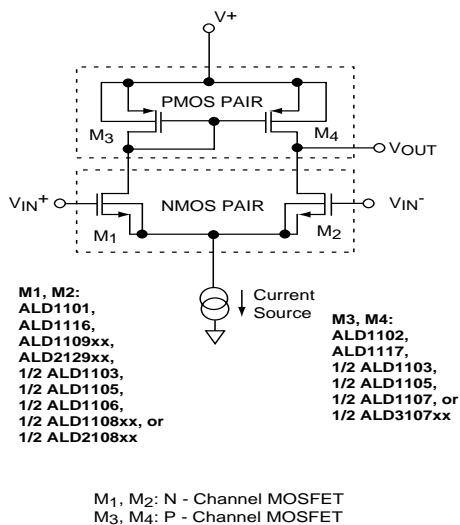 V+
PMOS PAIR
M3
M4
VOUT
VIN+
NMOS PAIR
VIN-
M1
M2
Current
Source
M1, M2:
ALD1101,
ALD1116,
ALD1109xx,
ALD2129xx,
1/2 ALD1103,
1/2 ALD1105,
1/2 ALD1106,
1/2 ALD1108xx, or
1/2 ALD2108xx
M3, M4:
ALD1102,
ALD1117,
1/2 ALD1103,
1/2 ALD1105,
1/2 ALD1107, or
1/2 ALD3107xx
M1, M2: N - Channel MOSFET
M3, M4: P - Channel MOSFET